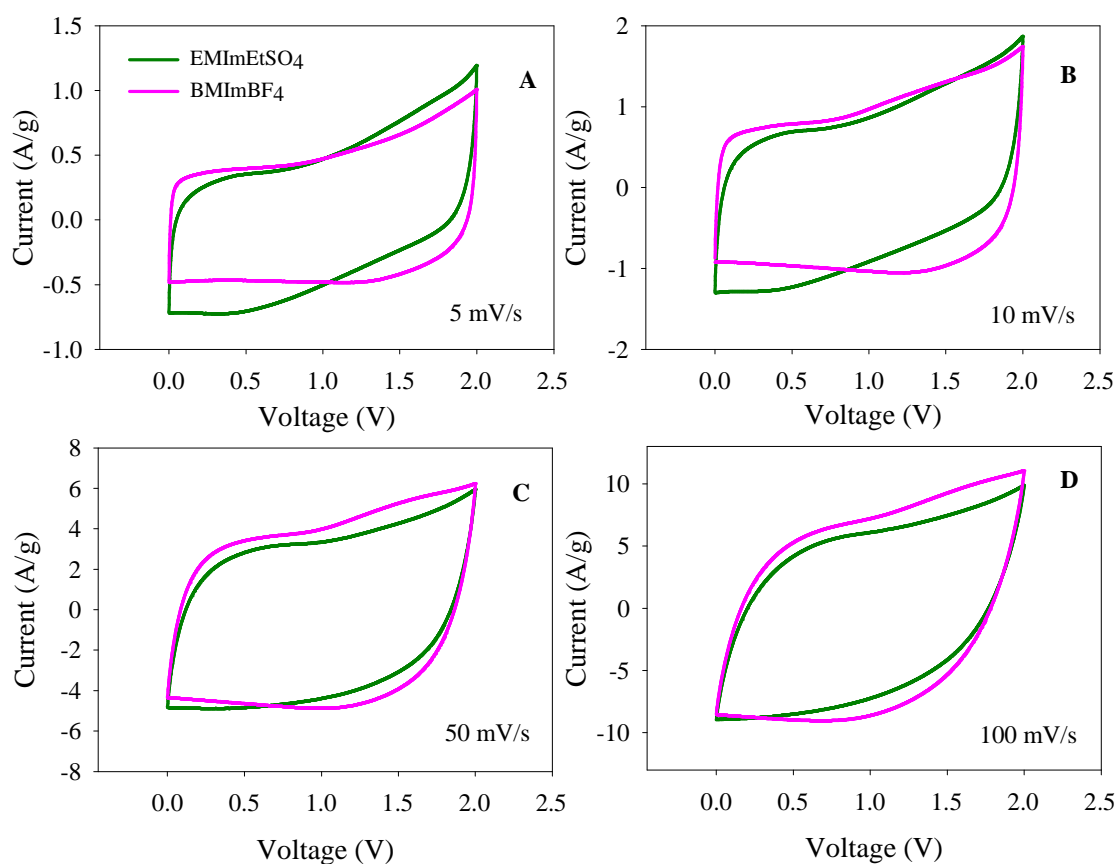 1.5
1.0
0.5
0.0
-0.5
-1.0
Current (A/g)
EMImEtSO4
BMImBF4
A
5 mV/s
0.0 0.5 1.0 1.5 2.0 2.5
Voltage (V)
2
1
0
-1
-2
Current (A/g)
B
10 mV/s
0.0 0.5 1.0 1.5 2.0 2.5
Voltage (V)
8
6
4
2
0
-2
-4
-6
-8
Current (A/g)
C
50 mV/s
0.0 0.5 1.0 1.5 2.0 2.5
Voltage (V)
10
5
0
-5
-10
Current (A/g)
D
100 mV/s
0.0 0.5 1.0 1.5 2.0 2.5
Voltage (V)